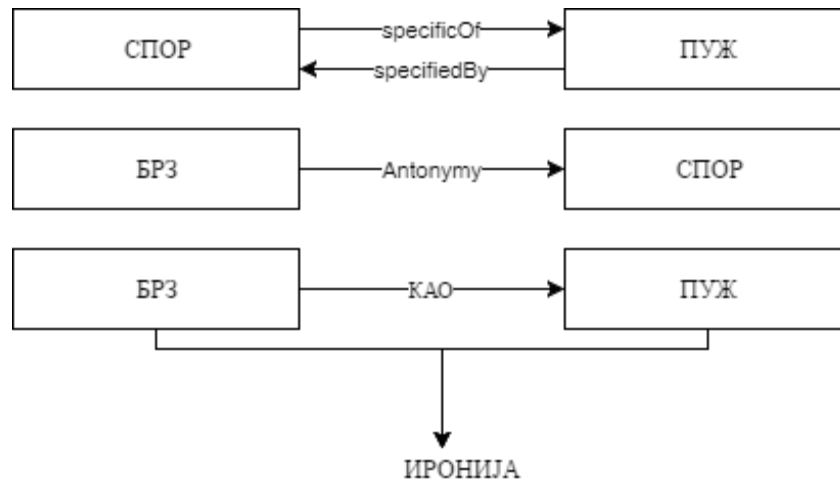 СПОР specificOf ПУЖ
specifiedBy
БРЗ Antonymy СПОР
БРЗ КАО ПУЖ
ИРОНИЈА